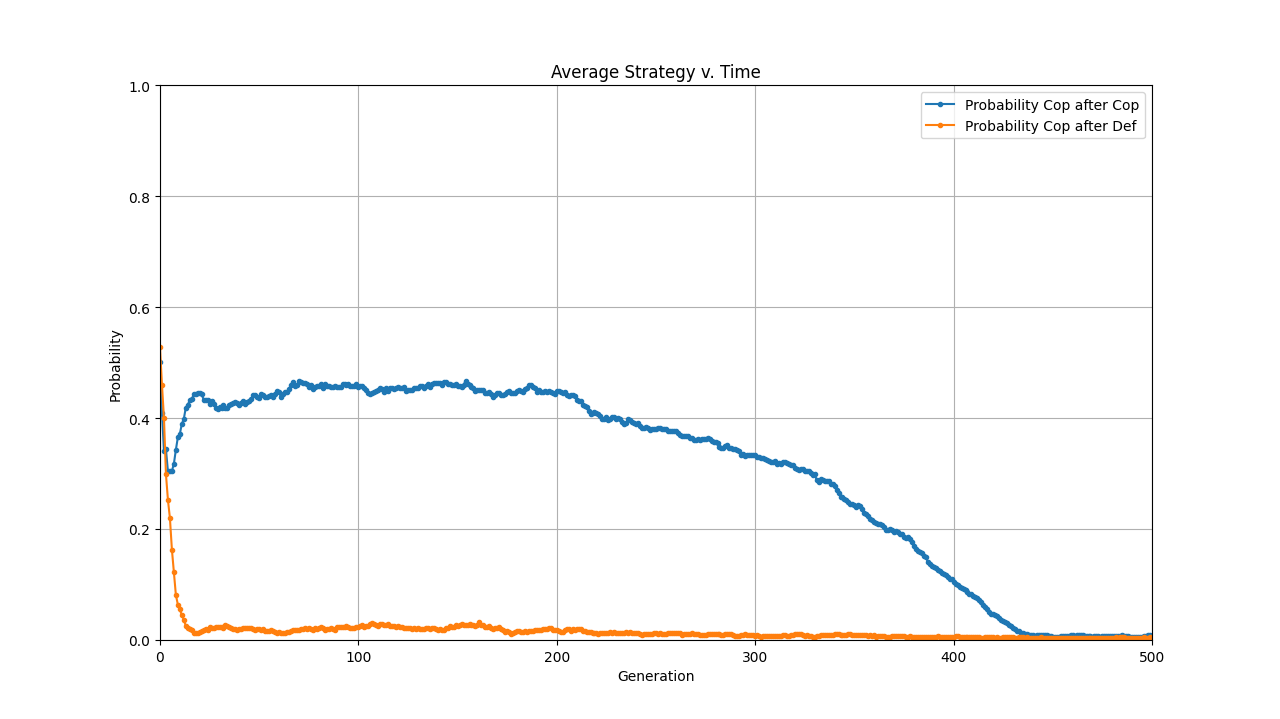 Average Strategy v. Time
Probability Cop after Cop
Probability Cop after Def
Probability
1.0
0.8
0.6
0.4
0.2
0.0
0 100 200 300 400 500
Generation